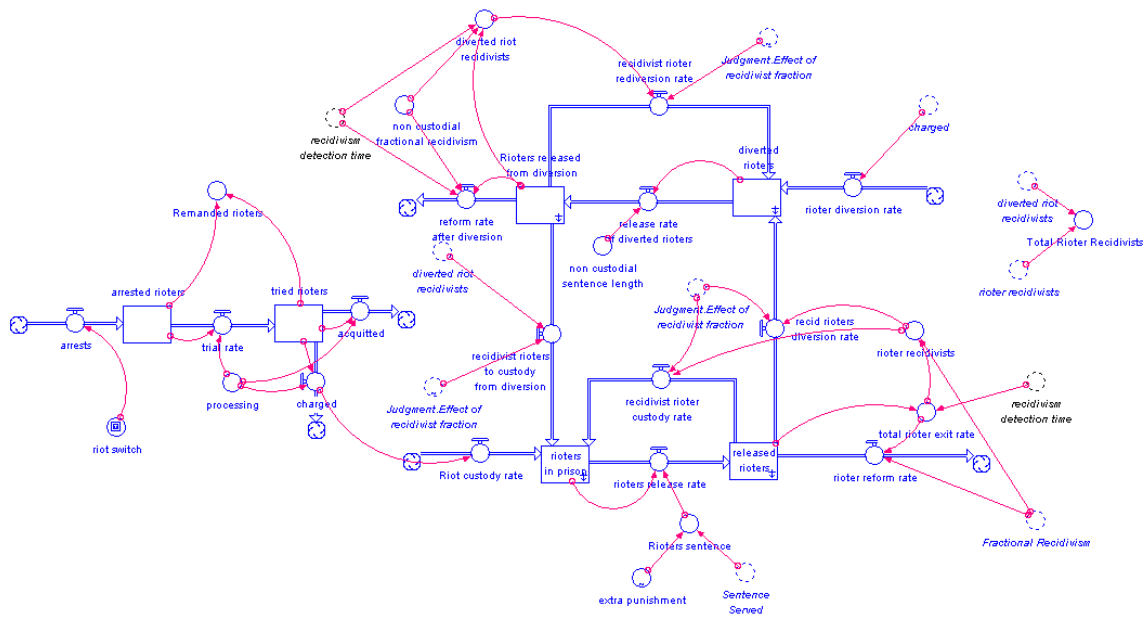 diverted riot
recidivists
recidivist rioter
rediversion rate
Judgment.Effect of
recidivist fraction
recidivism
detection time
non custodial
fractional recidivism
charged
Rioters released
from diversion
diverted
rioters
Remanded rioters
reform rate
after diversion
release rate
of diverted rioters
rioter diversion rate
diverted riot
recidivists
Total Rioter Recidivists
diverted riot
recidivists
non custodial
sentence length
rioter recidivists
arrested rioters
tried rioters
Judgment.Effect of
recidivist fraction
arrests
trial rate
acquitted
recid rioters
diversion rate
rioter recidivists
recidivist rioters
to custody
from diversion
recidivist rioter
custody rate
processing
charged
Judgment.Effect of
recidivist fraction
recidivism
detection time
total rioter exit rate
riot switch
Riot custody rate
rioters
in prison
rioters release rate
released
rioters
rioter reform rate
Rioters sentence
Fractional Recidivism
extra punishment
Sentence
Served